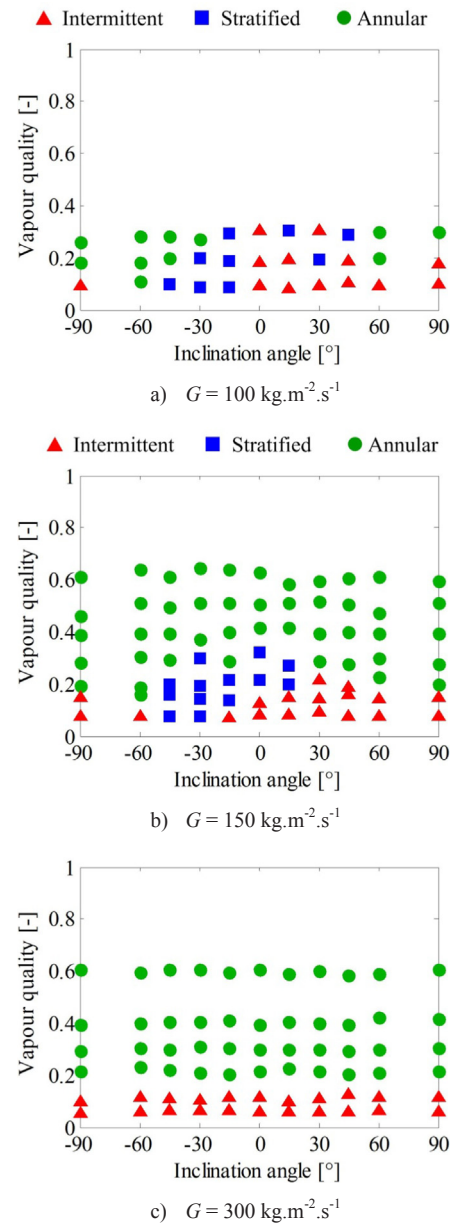 Intermittent Stratified Annular
Vapour quality [-]
1
0.8
0.6
0.4
0.2
0
-90 -60 -30 0 30 60 90
Inclination angle [°]
a) G = 100 kg.m-2.s-1
Intermittent Stratified Annular
Vapour quality [-]
1
0.8
0.6
0.4
0.2
0
-90 -60 -30 0 30 60 90
Inclination angle [°]
b) G = 150 kg.m-2.s-1
Vapour quality [-]
1
0.8
0.6
0.4
0.2
0
-90 -60 -30 0 30 60 90
Inclination angle [°]
c) G = 300 kg.m-2.s-1